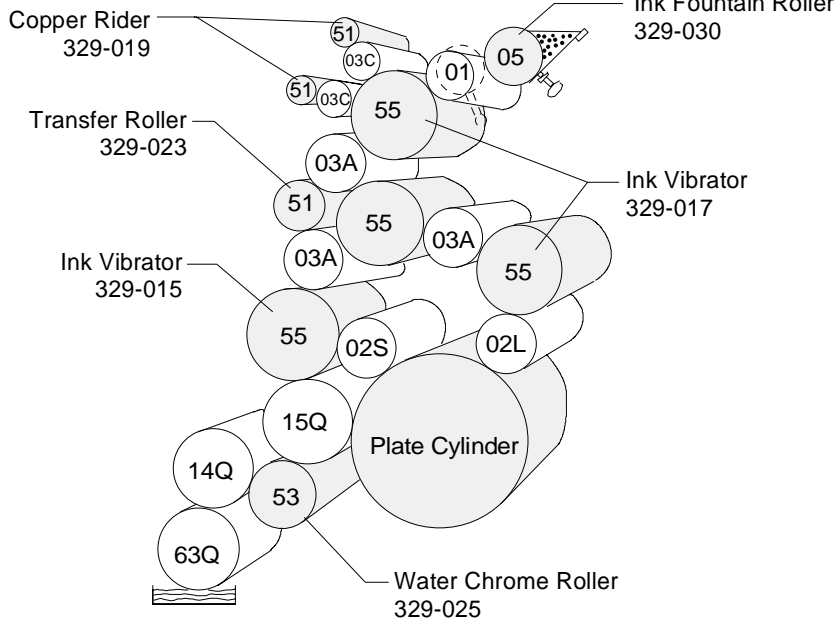 Ink Fountain Roller
329-030
Copper Rider
329-019
51
03C
01
05
51
03C
55
Transfer Roller
329-023
03A
51
55
03A
Ink Vibrator
329-017
03A
55
Ink Vibrator
329-015
55
02S
02L
15Q
Plate Cylinder
14Q
53
63Q
Water Chrome Roller
329-025